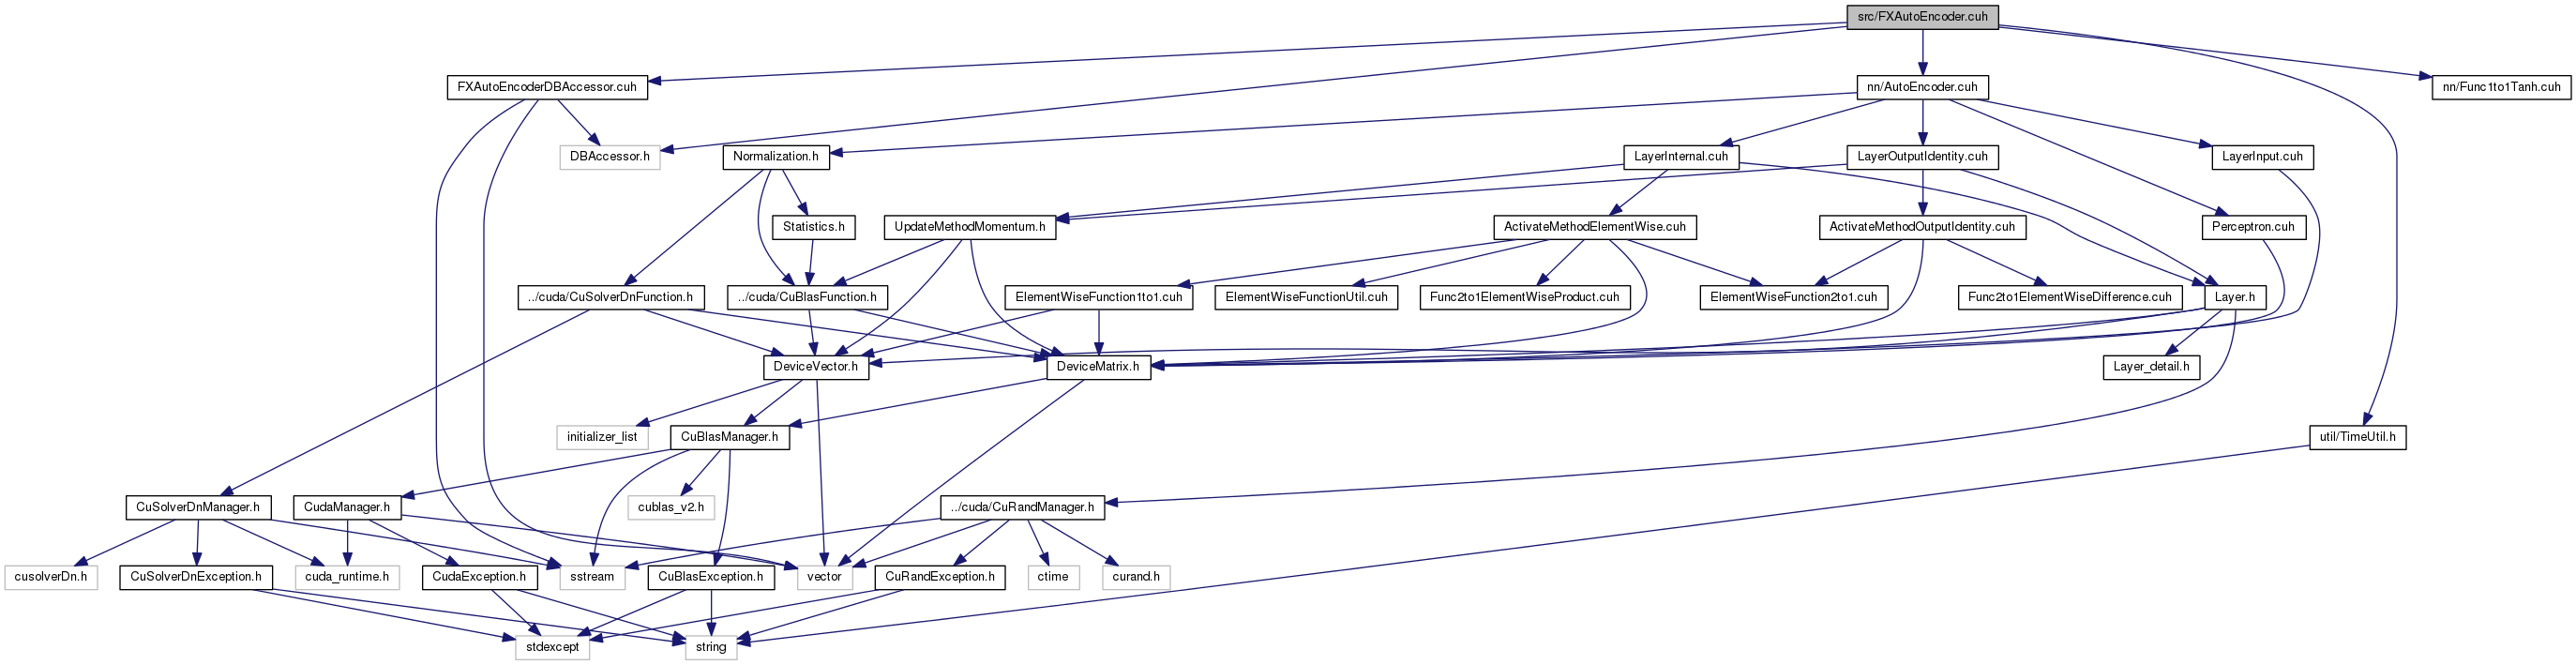 src/FXAutoEncoder.cuh
FXAutoEncoderDBAccessor.cuh
nn/AutoEncoder.cuh
nn/Func1to1Tanh.cuh
DBAccessor.h
Normalization.h
LayerInternal.cuh
LayerOutputIdentity.cuh
LayerInput.cuh
Statistics.h
UpdateMethodMomentum.h
ActivateMethodElementWise.cuh
ActivateMethodOutputIdentity.cuh
Perceptron.cuh
../cuda/CuSolverDnFunction.h
../cuda/CuBlasFunction.h
ElementWiseFunction1to1.cuh
ElementWiseFunctionUtil.cuh
Func2to1ElementWiseProduct.cuh
ElementWiseFunction2to1.cuh
Func2to1ElementWiseDifference.cuh
Layer.h
DeviceVector.h
DeviceMatrix.h
Layer_detail.h
initializer_list
CuBlasManager.h
util/TimeUtil.h
CuSolverDnManager.h
CudaManager.h
cublas_v2.h
../cuda/CuRandManager.h
cusolverDn.h
CuSolverDnException.h
cuda_runtime.h
CudaException.h
sstream
CuBlasException.h
vector
CuRandException.h
ctime
curand.h
stdexcept
string